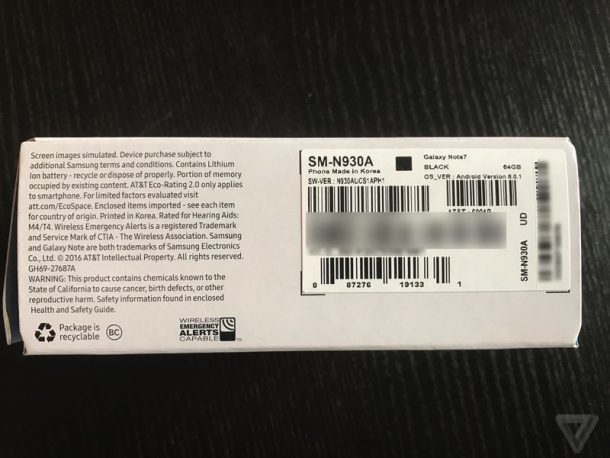 Screen images simulated. Device purchase subject to
additional Samsung terms and conditions. Contains Lithium
Ion battery - recycle or dispose of properly. Portion of memory
occupied by existing content. AT&T Eco-Rating 2.0 only applies
to smartphone. For limited factors evaluated visit
att.com/EcoSpace. Enclosed items imported - see each item
for country of origin. Printed in Korea. Rated for Hearing Aids:
M4/T4. Wireless Emergency Alerts is a registered Trademark
and Service Mark of CTIA - The Wireless Association. Samsung
and Galaxy Note are both trademarks of Samsung Electronics
Co., Ltd. © 2016 AT&T Intellectual Property. All rights reserved.
GH69-27687A
WARNING: This product contains chemicals known to the
State of California to cause cancer, birth defects, or other
reproductive harm. Safety information found in enclosed
Health and Safety Guide.
Package is
recyclable
BC
WIRELESS
EMERGENCY
ALERTS
CAPABLE
TM
SM-N930A
Phone Made in Korea
SW-VER : N930AUCS1APH1
Galaxy Note7
BLACK 64GB
OS_VER : Android Version 6.0.1
8 87276 19133 1
SM-N930A UD